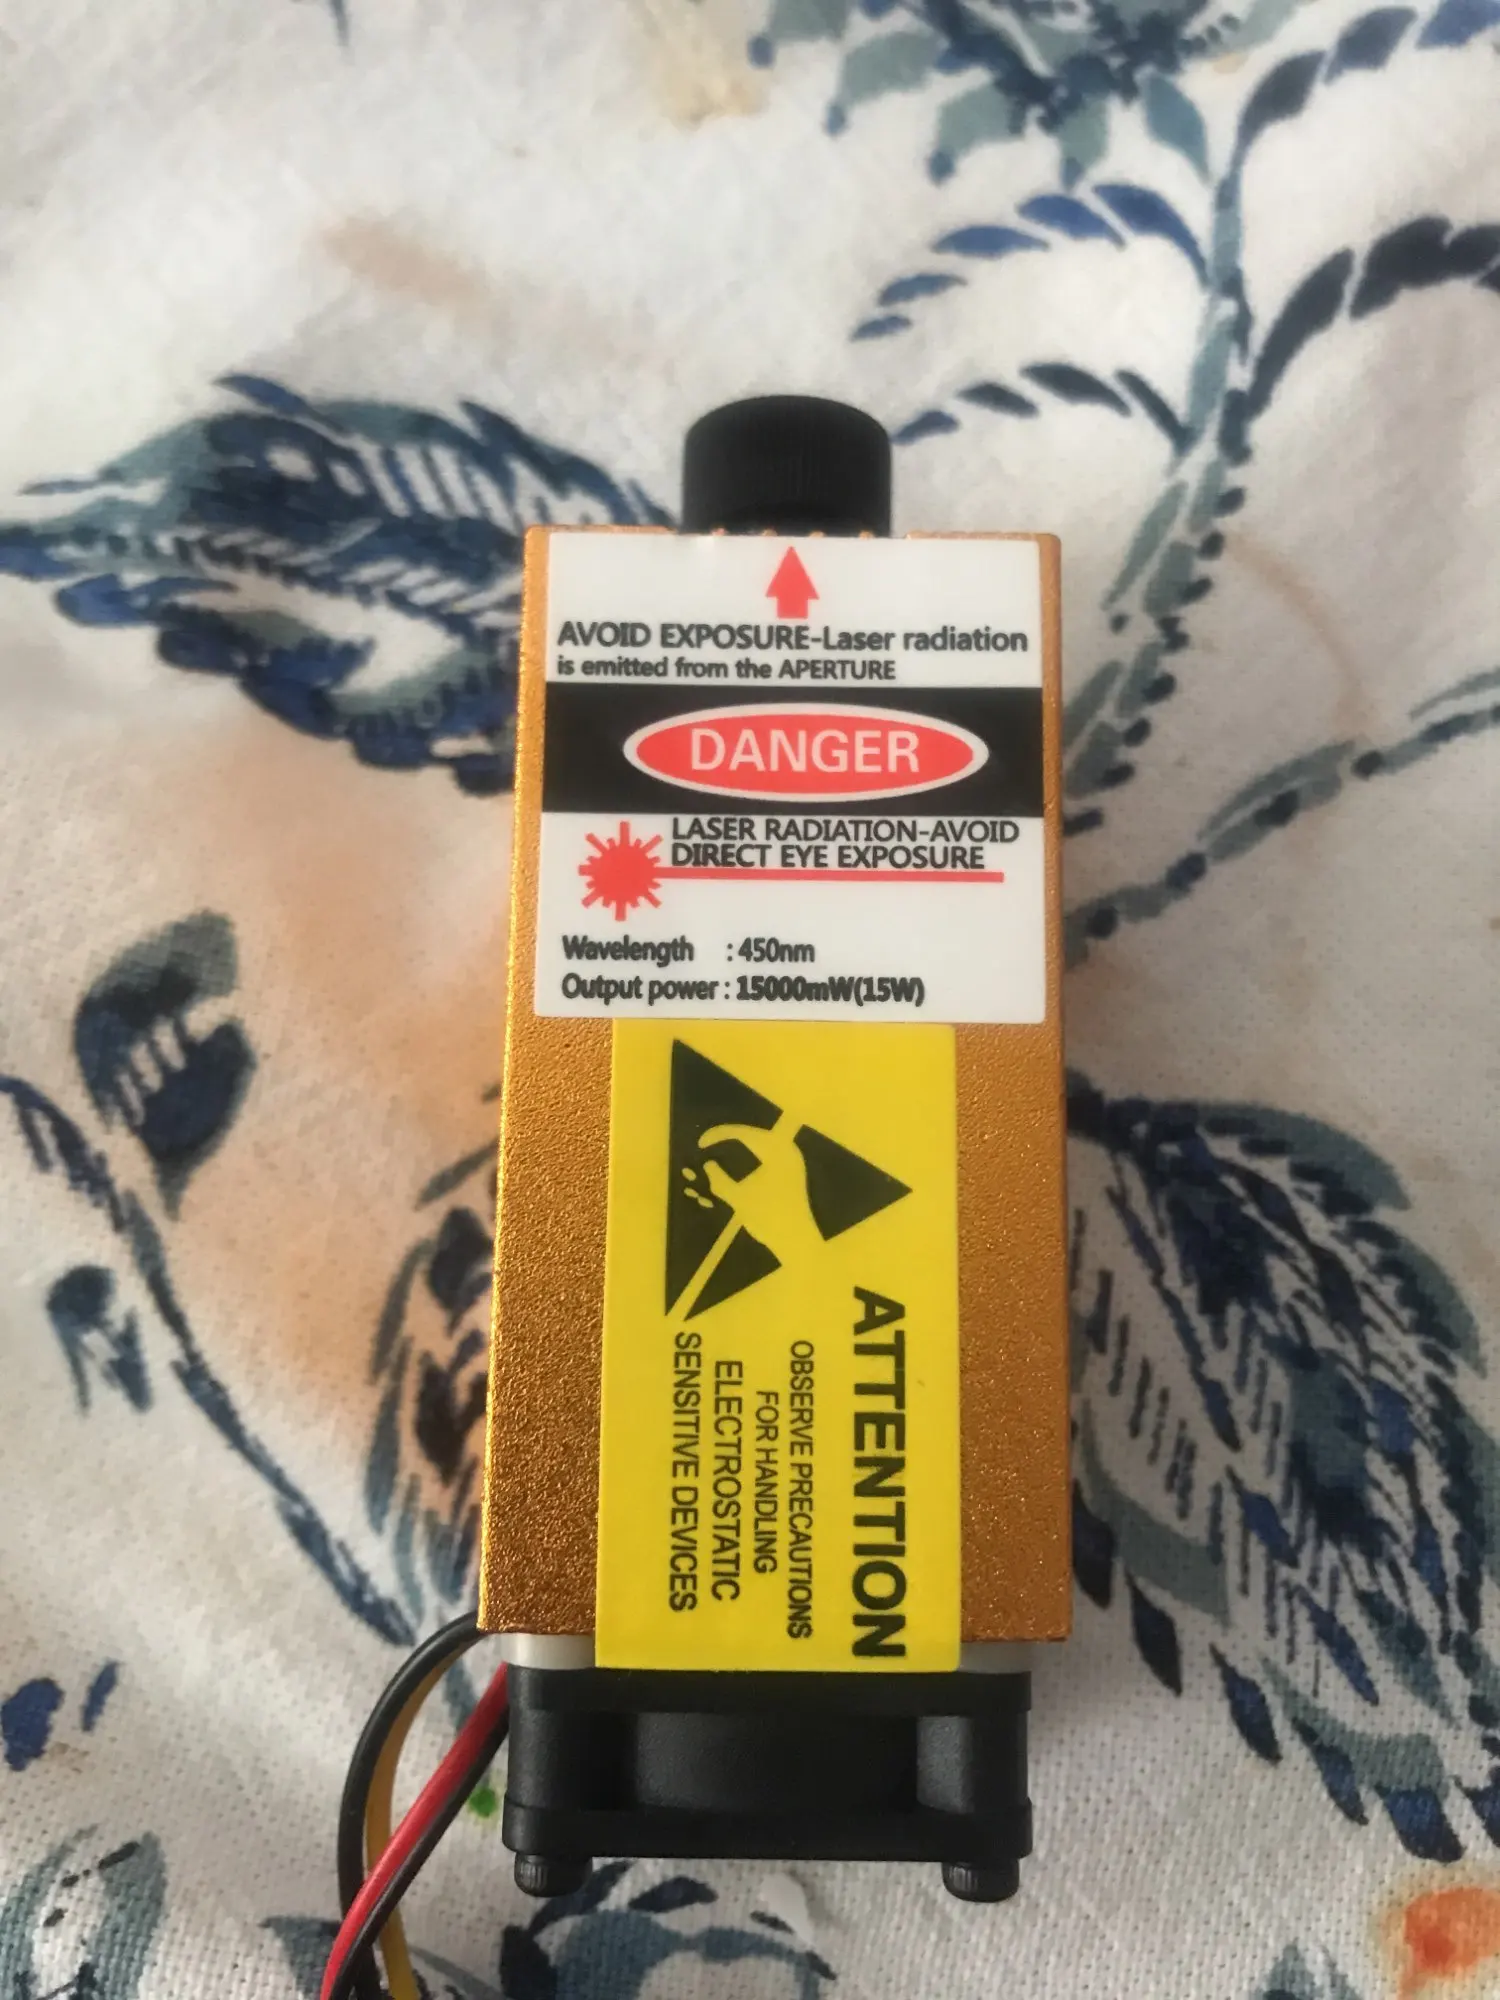 AVOID EXPOSURE-Laser radiation
is emitted from the APERTURE
DANGER
LASER RADIATION-AVOID
DIRECT EYE EXPOSURE
Wavelength : 450nm
Output power : 15000mW(15W)
ATTENTION
OBSERVE PRECAUTIONS
FOR HANDLING
ELECTROSTATIC
SENSITIVE DEVICES